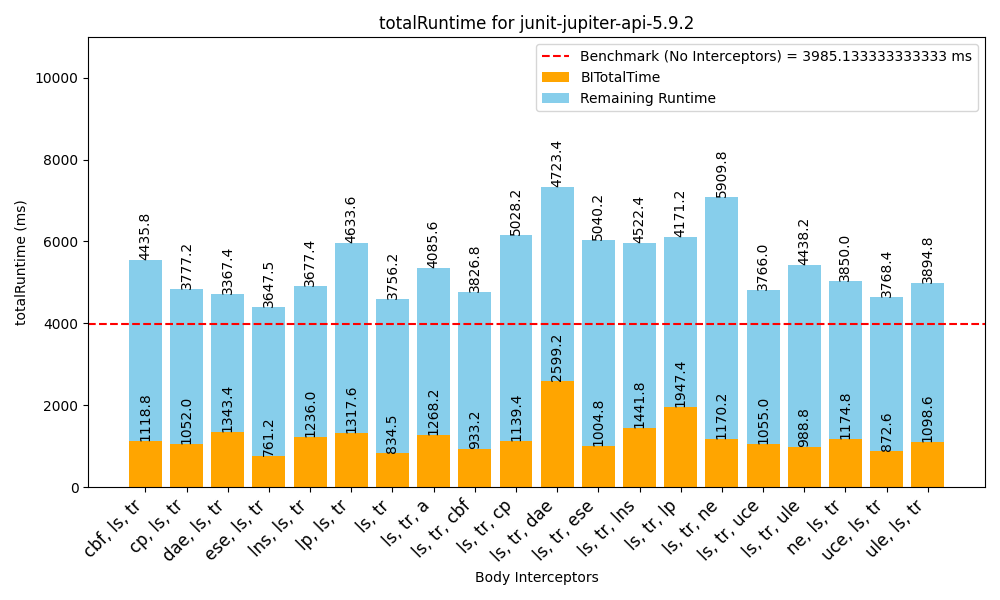 totalRuntime for junit-jupiter-api-5.9.2
Benchmark (No Interceptors) = 3985.133333333333 ms
BITotalTime
Remaining Runtime
totalRuntime (ms)
10000
8000
6000
4000
2000
0
4435.8
3777.2
3367.4
3647.5
3677.4
4633.6
3756.2
4085.6
3826.8
5028.2
4723.4
5040.2
4522.4
4171.2
5909.8
3766.0
4438.2
3850.0
3768.4
3894.8
1118.8
1052.0
1343.4
761.2
1236.0
1317.6
834.5
1268.2
933.2
1139.4
2599.2
1004.8
1441.8
1947.4
1170.2
1055.0
988.8
1174.8
872.6
1098.6
cbf, ls, tr
cp, ls, tr
dae, ls, tr
ese, ls, tr
lns, ls, tr
lp, ls, tr
ls, tr
ls, tr, a
ls, tr, cbf
ls, tr, cp
ls, tr, dae
ls, tr, ese
ls, tr, lns
ls, tr, lp
ls, tr, ne
ls, tr, uce
ls, tr, ule
ne, ls, tr
uce, ls, tr
ule, ls, tr
Body Interceptors